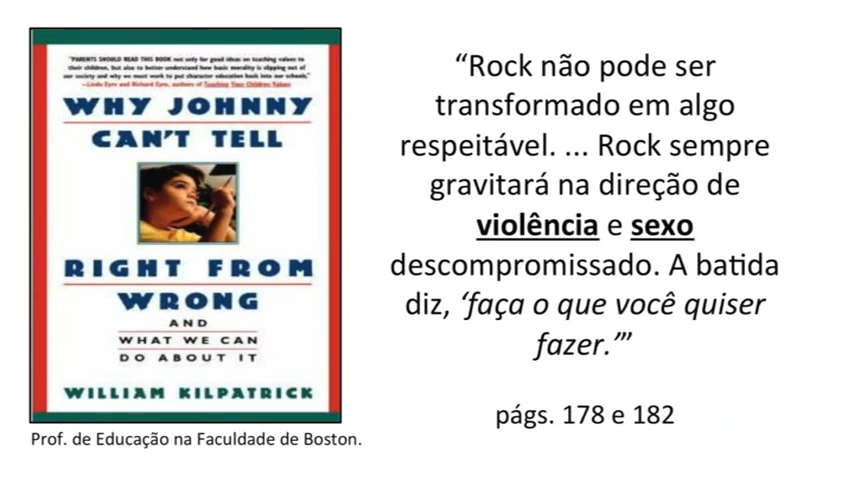 "PARENTS SHOULD READ THIS BOOK not only for good ideas on teaching values to
their children, but also to better understand how basic morality is slipping out of
our society and why we must work to put character education back into our schools."
—Linda Eyre and Richard Eyre, authors of Teaching Your Children Values
WHY JOHNNY
CAN'T TELL
RIGHT FROM
WRONG
AND
WHAT WE CAN
DO ABOUT IT
WILLIAM KILPATRICK
Prof. de Educação na Faculdade de Boston.
“Rock não pode ser
transformado em algo
respeitável. ... Rock sempre
gravitará na direção de
violência e sexo
descompromissado. A batida
diz, ‘faça o que você quiser
fazer.’”
págs. 178 e 182